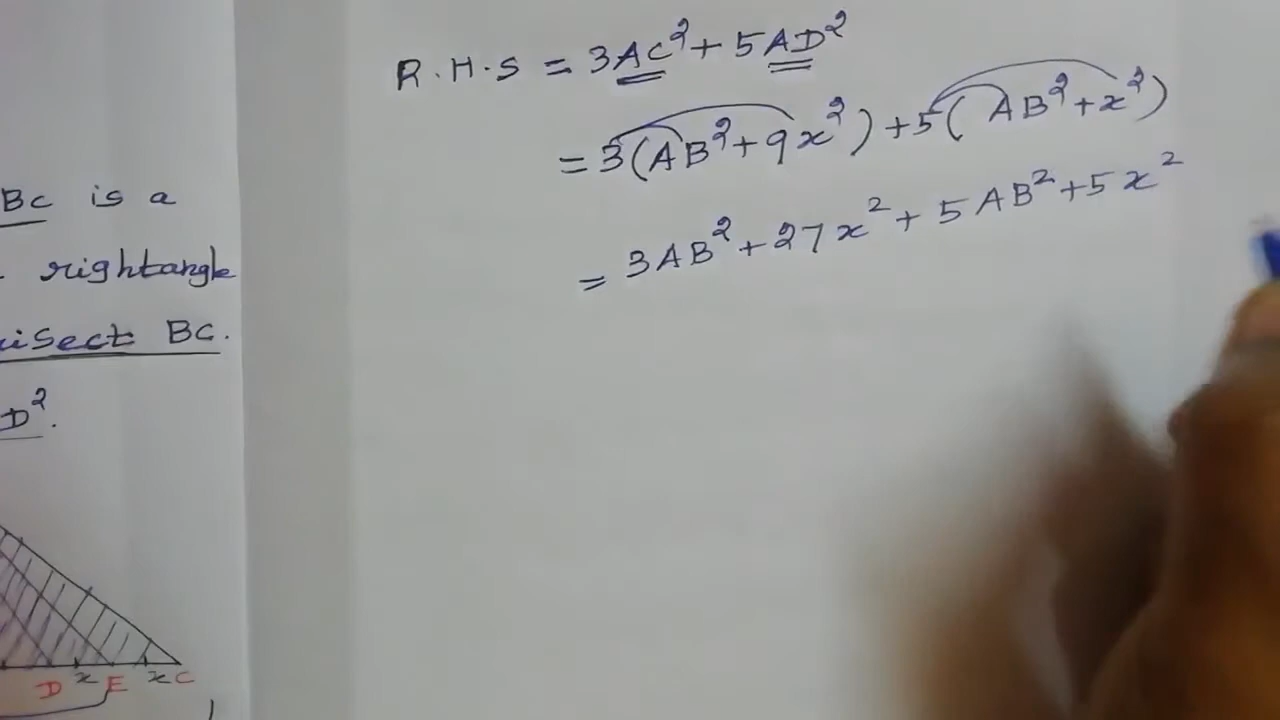 BC is a
rightangle
isect BC.
D².
D x E x C
R.H.S = 3AC² + 5AD²
= 3(AB² + 9x²) + 5(AB² + x²)
= 3AB² + 27x² + 5AB² + 5x²